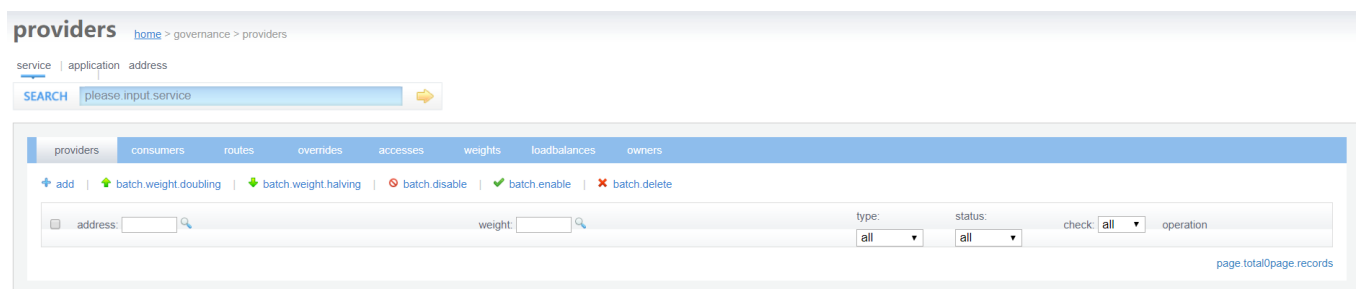 providers home > governance > providers
service | application address
SEARCH please.input.service
providers consumers routes overrides accesses weights loadbalances owners
add | batch.weight.doubling | batch.weight.halving | batch.disable | batch.enable | batch.delete
address: weight: type: all status: all check: all operation
page.total0page.records